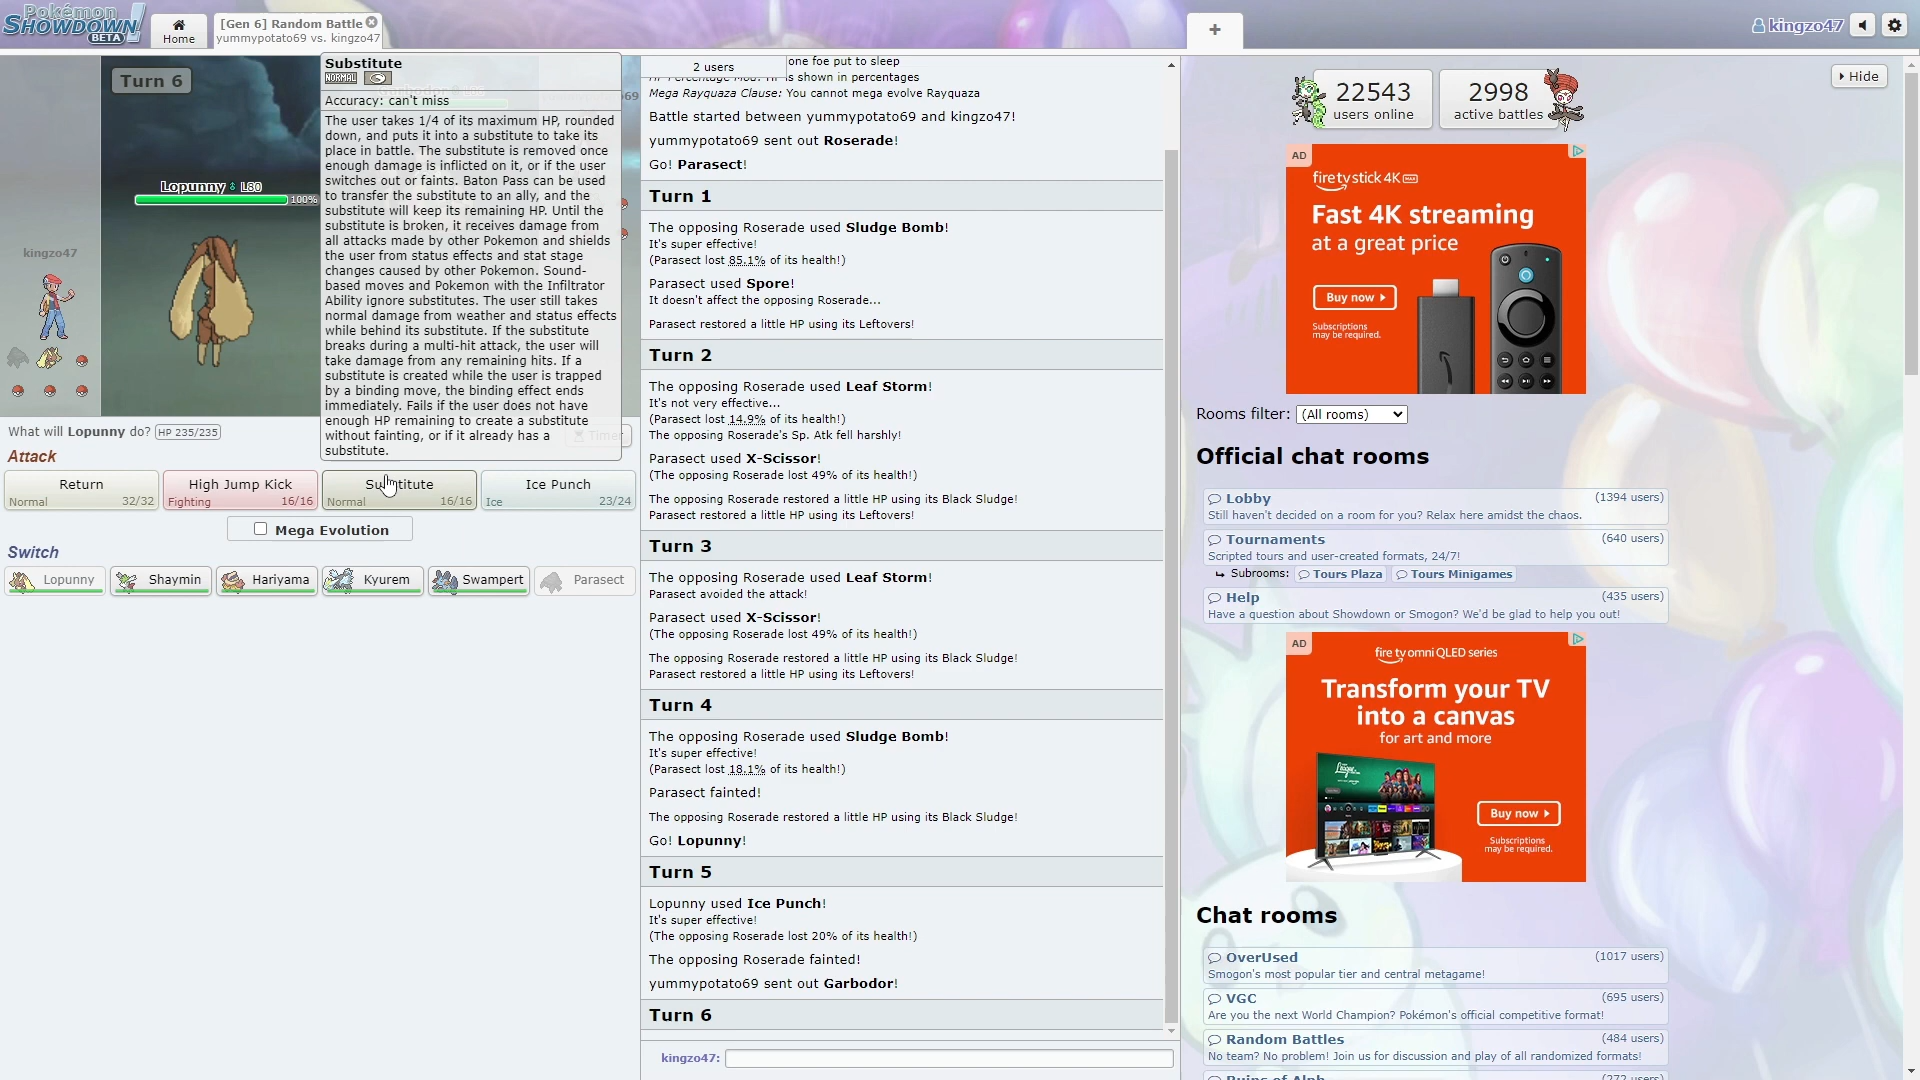 Pokémon
SHOWDOWN!
BETA
Home
[Gen 6] Random Battle
yummypotato69 vs. kingzo47
+
kingzo47
Turn 6
Lopunny L80
100%
kingzo47
Substitute
NORMAL
Accuracy: can't miss
The user takes 1/4 of its maximum HP, rounded
down, and puts it into a substitute to take its
place in battle. The substitute is removed once
enough damage is inflicted on it, or if the user
switches out or faints. Baton Pass can be used
to transfer the substitute to an ally, and the
substitute will keep its remaining HP. Until the
substitute is broken, it receives damage from
all attacks made by other Pokemon and shields
the user from status effects and stat stage
changes caused by other Pokemon. Sound-
based moves and Pokemon with the Infiltrator
Ability ignore substitutes. The user still takes
normal damage from weather and status effects
while behind its substitute. If the substitute
breaks during a multi-hit attack, the user will
take damage from any remaining hits. If a
substitute is created while the user is trapped
by a binding move, the binding effect ends
immediately. Fails if the user does not have
enough HP remaining to create a substitute
without fainting, or if it already has a
substitute.
What will Lopunny do? HP 235/235
Timer
Attack
Return
Normal 32/32
High Jump Kick
Fighting 16/16
Substitute
Normal 16/16
Ice Punch
Ice 23/24
Mega Evolution
Switch
Lopunny
Shaymin
Hariyama
Kyurem
Swampert
Parasect
2 users
one foe put to sleep
HP Percentage Mod: HP is shown in percentages
Mega Rayquaza Clause: You cannot mega evolve Rayquaza
Battle started between yummypotato69 and kingzo47!
yummypotato69 sent out Roserade!
Go! Parasect!
Turn 1
The opposing Roserade used Sludge Bomb!
It's super effective!
(Parasect lost 85.1% of its health!)
Parasect used Spore!
It doesn't affect the opposing Roserade...
Parasect restored a little HP using its Leftovers!
Turn 2
The opposing Roserade used Leaf Storm!
It's not very effective...
(Parasect lost 14.9% of its health!)
The opposing Roserade's Sp. Atk fell harshly!
Parasect used X-Scissor!
(The opposing Roserade lost 49% of its health!)
The opposing Roserade restored a little HP using its Black Sludge!
Parasect restored a little HP using its Leftovers!
Turn 3
The opposing Roserade used Leaf Storm!
Parasect avoided the attack!
Parasect used X-Scissor!
(The opposing Roserade lost 49% of its health!)
The opposing Roserade restored a little HP using its Black Sludge!
Parasect restored a little HP using its Leftovers!
Turn 4
The opposing Roserade used Sludge Bomb!
It's super effective!
(Parasect lost 18.1% of its health!)
Parasect fainted!
The opposing Roserade restored a little HP using its Black Sludge!
Go! Lopunny!
Turn 5
Lopunny used Ice Punch!
It's super effective!
(The opposing Roserade lost 20% of its health!)
The opposing Roserade fainted!
yummypotato69 sent out Garbodor!
Turn 6
kingzo47:
22543
users online
2998
active battles
Hide
AD
fire tv stick 4K MAX
Fast 4K streaming
at a great price
Buy now
Subscriptions
may be required.
Rooms filter: (All rooms)
Official chat rooms
Lobby (1394 users)
Still haven't decided on a room for you? Relax here amidst the chaos.
Tournaments (640 users)
Scripted tours and user-created formats, 24/7!
Subrooms: Tours Plaza Tours Minigames
Help (435 users)
Have a question about Showdown or Smogon? We'd be glad to help you out!
AD
fire tv omni QLED series
Transform your TV
into a canvas
for art and more
Buy now
Subscriptions
may be required.
Chat rooms
OverUsed (1017 users)
Smogon's most popular tier and central metagame!
VGC (695 users)
Are you the next World Champion? Pokémon's official competitive format!
Random Battles (484 users)
No team? No problem! Join us for discussion and play of all randomized formats!
Ruins of Alph (272 users)